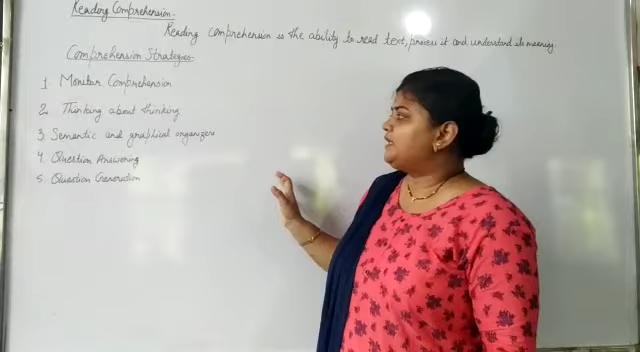 Reading Comprehension.
Reading comprehension is the ability to read text, process it and understand its meaning.
Comprehension Strategies
1. Monitor Comprehension
2. Thinking about thinking
3. Semantic and graphical organizers
4. Question Answering
5. Question Generation